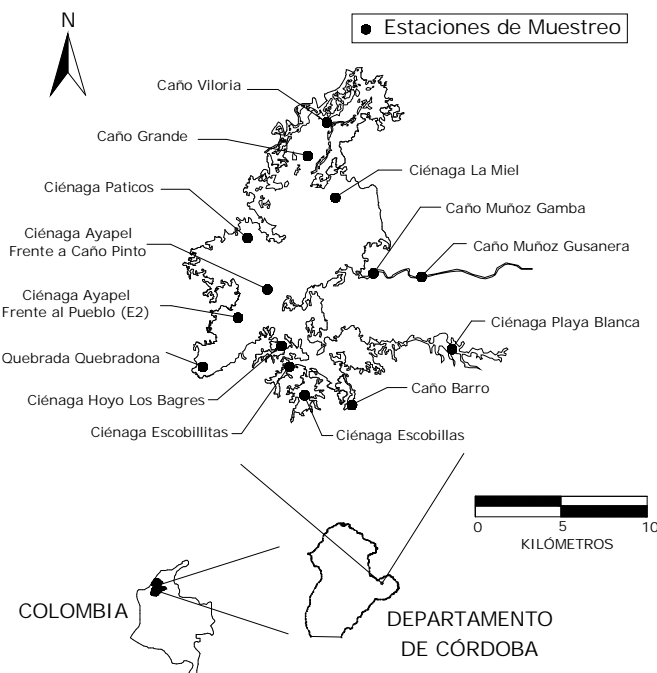 N
Estaciones de Muestreo
Caño Viloria
Caño Grande
Ciénaga La Miel
Ciénaga Paticos
Caño Muñoz Gamba
Ciénaga Ayapel
Frente a Caño Pinto
Caño Muñoz Gusanera
Ciénaga Ayapel
Frente al Pueblo (E2)
Ciénaga Playa Blanca
Quebrada Quebradona
Caño Barro
Ciénaga Hoyo Los Bagres
Ciénaga Escobillitas
Ciénaga Escobillas
0 5 10
KILÓMETROS
COLOMBIA
DEPARTAMENTO
DE CÓRDOBA